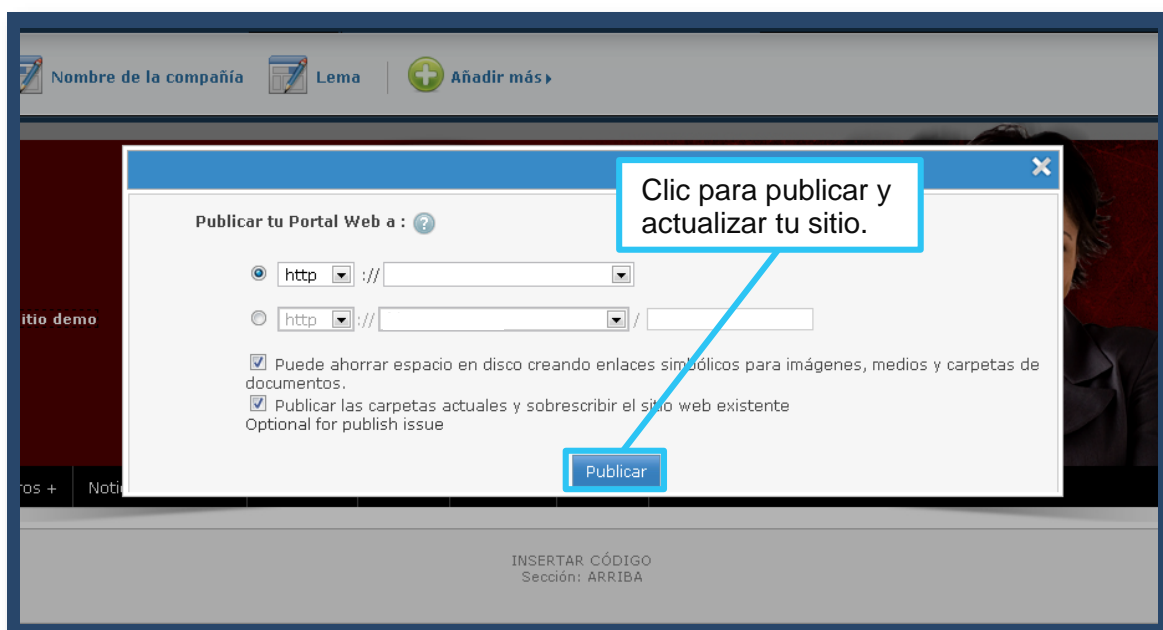 Nombre de la compañía Lema Añadir más
Clic para publicar y
actualizar tu sitio.
Publicar tu Portal Web a :
http ://
http :// /
itio demo
Puede ahorrar espacio en disco creando enlaces simbólicos para imágenes, medios y carpetas de
documentos.
Publicar las carpetas actuales y sobrescribir el sitio web existente
Optional for publish issue
Publicar
ros + Noti
INSERTAR CÓDIGO
Sección: ARRIBA